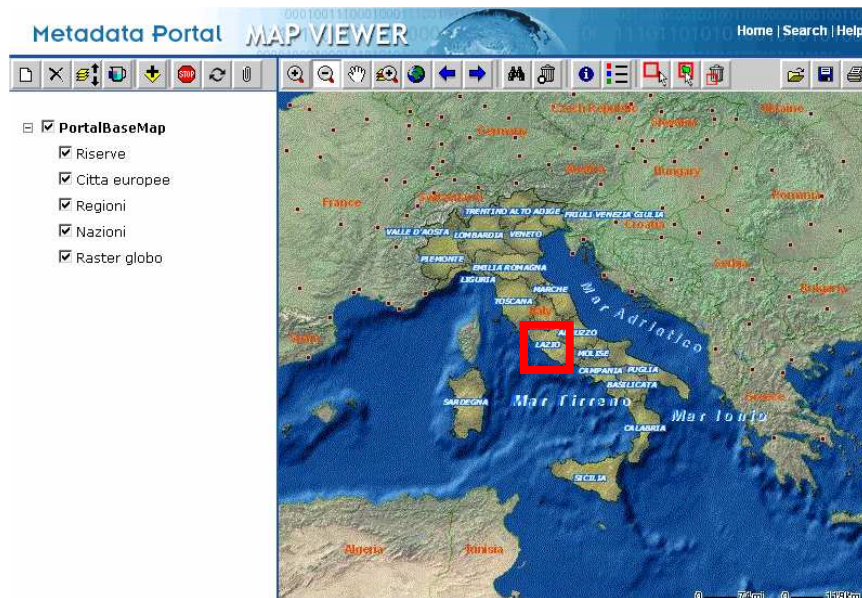 Metadata Portal MAP VIEWER
Home | Search | Help
STOP
PortalBaseMap
Riserve
Citta europee
Regioni
Nazioni
Raster globo
Czech Republic
Ukraine
Germany
Slovakia
Austria
Hungary
France
Switzerland
Romania
TRENTINO ALTO ADIGE
FRIULI VENEZIA GIULIA
Croatia
VALLE D'AOSTA
LOMBARDIA
VENETO
PIEMONTE
EMILIA ROMAGNA
Serbia
LIGURIA
MARCHE
Bulgaria
TOSCANA
Italy
Mar Adriatico
LAZIO
MOLISE
CAMPANIA
PUGLIA
BASILICATA
Greece
SARDEGNA
Mar Tirreno
Mar Ionio
CALABRIA
SICILIA
Algeria
Tunisia